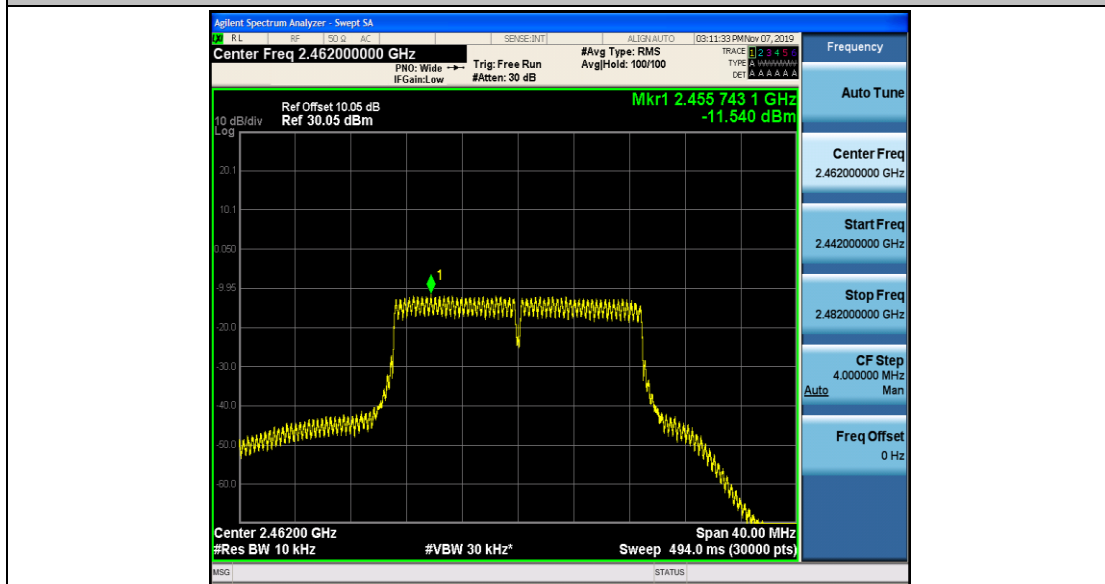 Agilent Spectrum Analyzer - Swept SA
RL RF 50 Ω AC SENSE:INT ALIGN AUTO 03:11:33 PM Nov 07, 2019
Center Freq 2.462000000 GHz
PNO: Wide
IFGain:Low
Trig: Free Run
#Atten: 30 dB
#Avg Type: RMS
Avg|Hold: 100/100
TRACE 1 2 3 4 5 6
TYPE A WWWWW
DET A A A A A A
Mkr1 2.455 743 1 GHz
-11.540 dBm
Ref Offset 10.05 dB
10 dB/div Ref 30.05 dBm
Log
20.1
10.1
0.050
-9.95
-20.0
-30.0
-40.0
-50.0
-60.0
1
Center 2.46200 GHz Span 40.00 MHz
#Res BW 10 kHz #VBW 30 kHz* Sweep 494.0 ms (30000 pts)
MSG STATUS
Frequency
Auto Tune
Center Freq
2.462000000 GHz
Start Freq
2.442000000 GHz
Stop Freq
2.482000000 GHz
CF Step
4.000000 MHz
Auto Man
Freq Offset
0 Hz